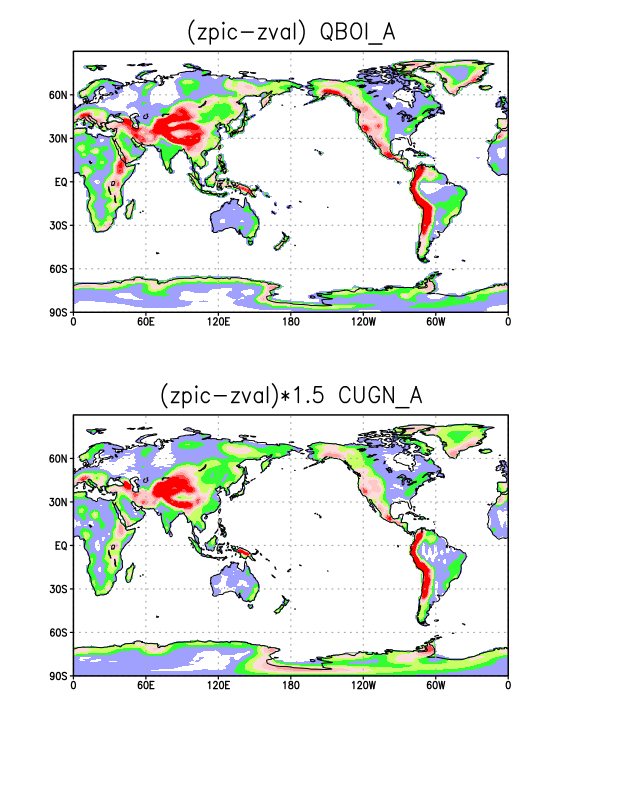 (zpic-zval) QBOI_A
60N
30N
EQ
30S
60S
90S
0 60E 120E 180 120W 60W 0
(zpic-zval)*1.5 CUGN_A
60N
30N
EQ
30S
60S
90S
0 60E 120E 180 120W 60W 0